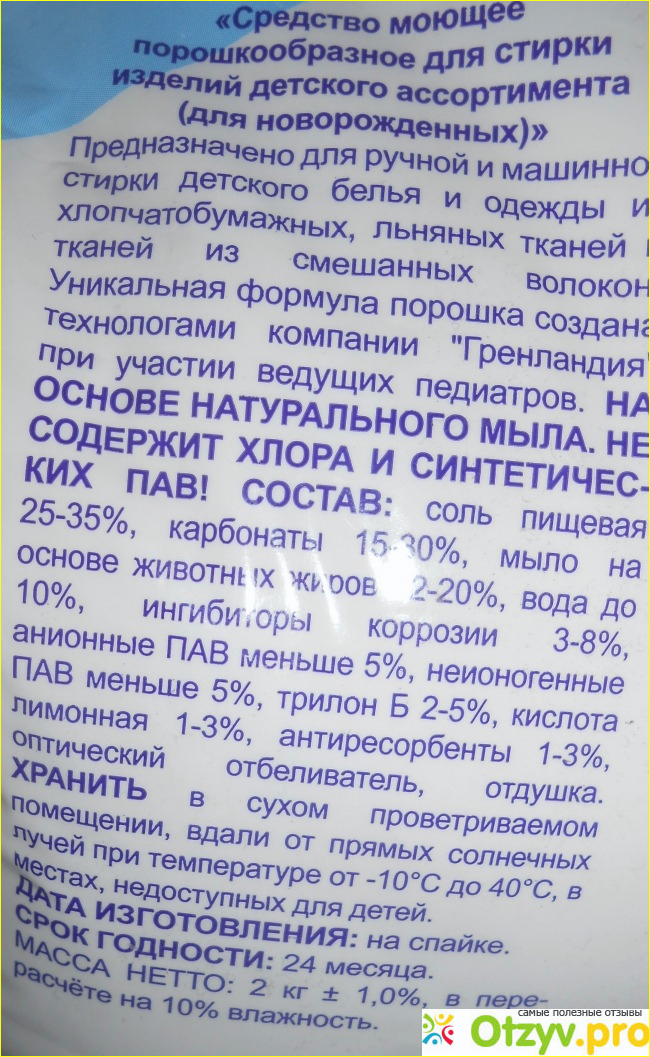 «Средство моющее
порошкообразное для стирки
изделий детского ассортимента
(для новорожденных)»
Предназначено для ручной и машинно
стирки детского белья и одежды и
хлопчатобумажных, льняных тканей
тканей из смешанных волокон
Уникальная формула порошка создана
технологами компании "Гренландия"
при участии ведущих педиатров. НА
ОСНОВЕ НАТУРАЛЬНОГО МЫЛА. НЕ
СОДЕРЖИТ ХЛОРА И СИНТЕТИЧЕС-
КИХ ПАВ! СОСТАВ: соль пищевая
25-35%, карбонаты 15-30%, мыло на
основе животных жиров 2-20%, вода до
10%, ингибиторы коррозии 3-8%,
анионные ПАВ меньше 5%, неионогенные
ПАВ меньше 5%, трилон Б 2-5%, кислота
лимонная 1-3%, антиресорбенты 1-3%,
оптический отбеливатель, отдушка.
ХРАНИТЬ в сухом проветриваемом
помещении, вдали от прямых солнечных
лучей при температуре от -10°С до 40°С, в
местах, недоступных для детей.
ДАТА ИЗГОТОВЛЕНИЯ: на спайке.
СРОК ГОДНОСТИ: 24 месяца.
МАССА НЕТТО: 2 кг ± 1,0%, в пере-
расчёте на 10% влажность.
самые полезные отзывы
Otzyv.pro